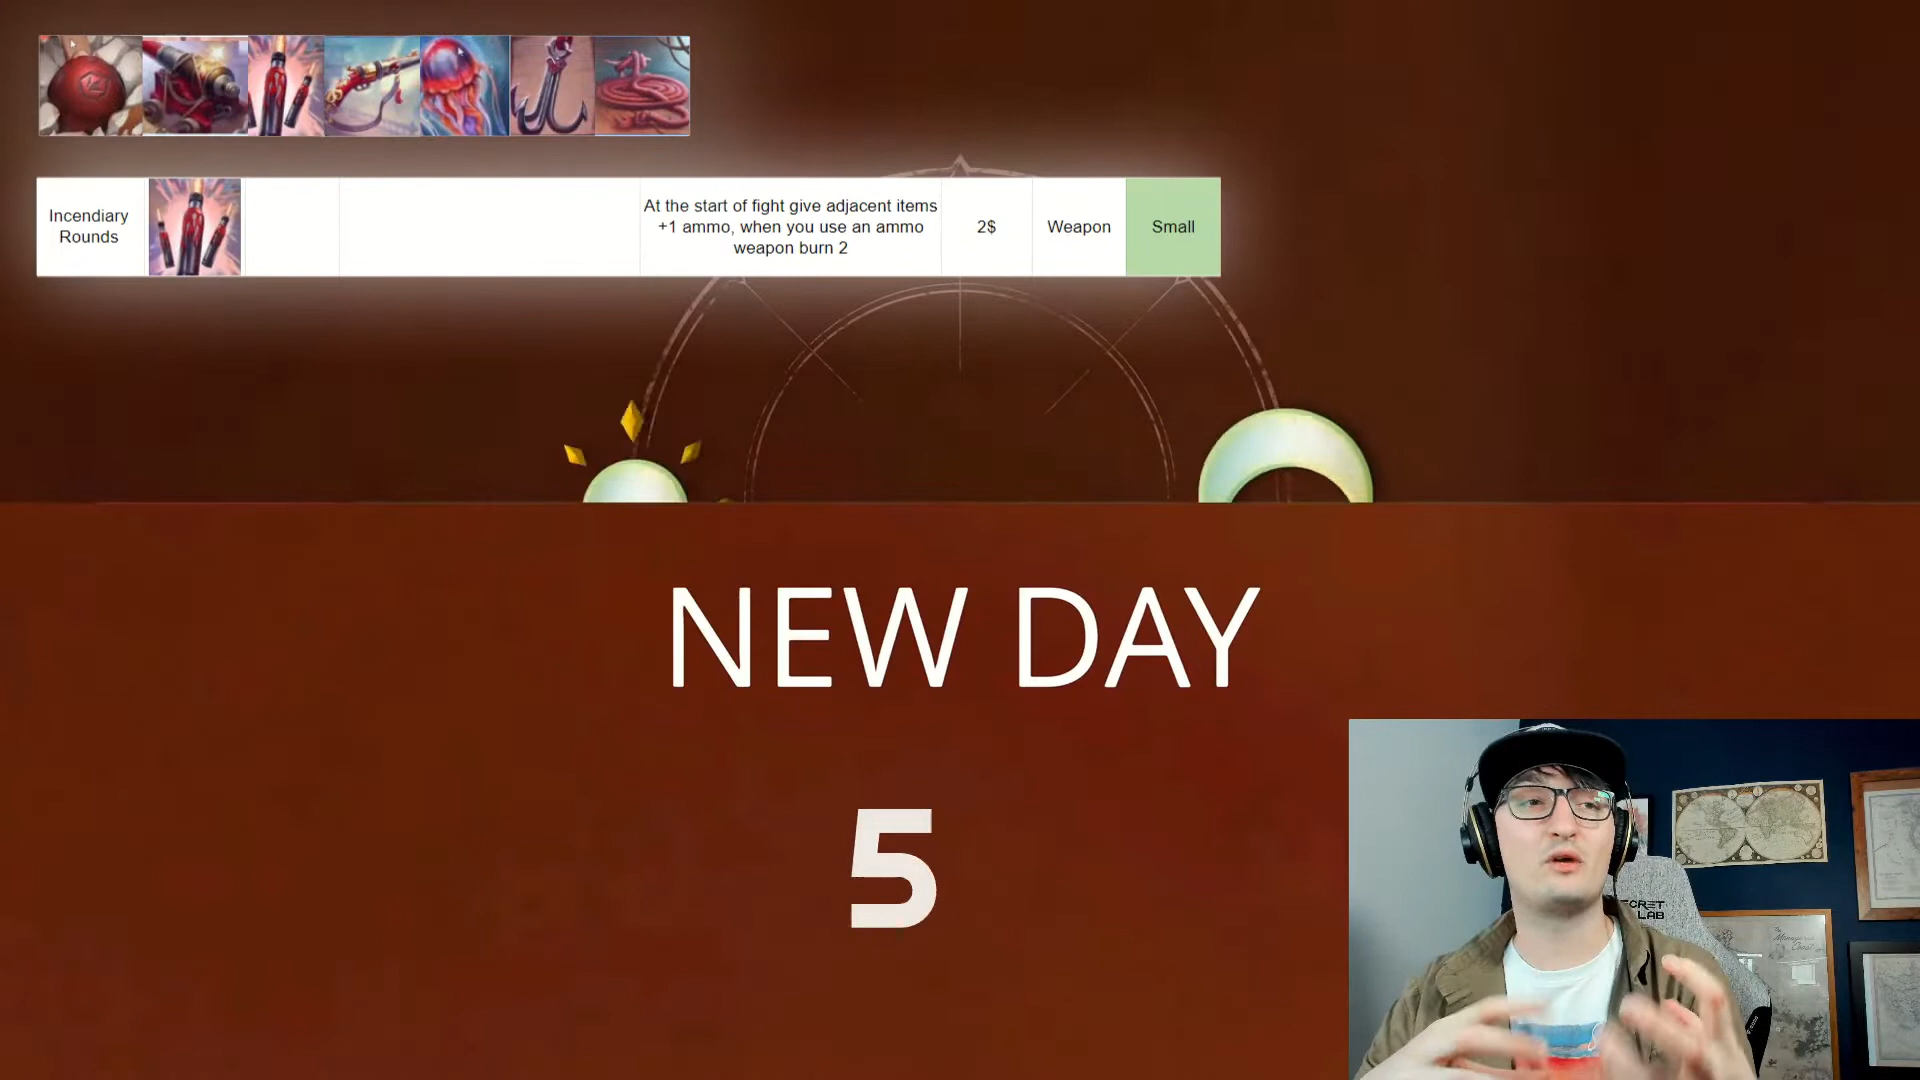 Incendiary
Rounds
At the start of fight give adjacent items
+1 ammo, when you use an ammo
weapon burn 2
2$
Weapon
Small
NEW DAY
5
LAB